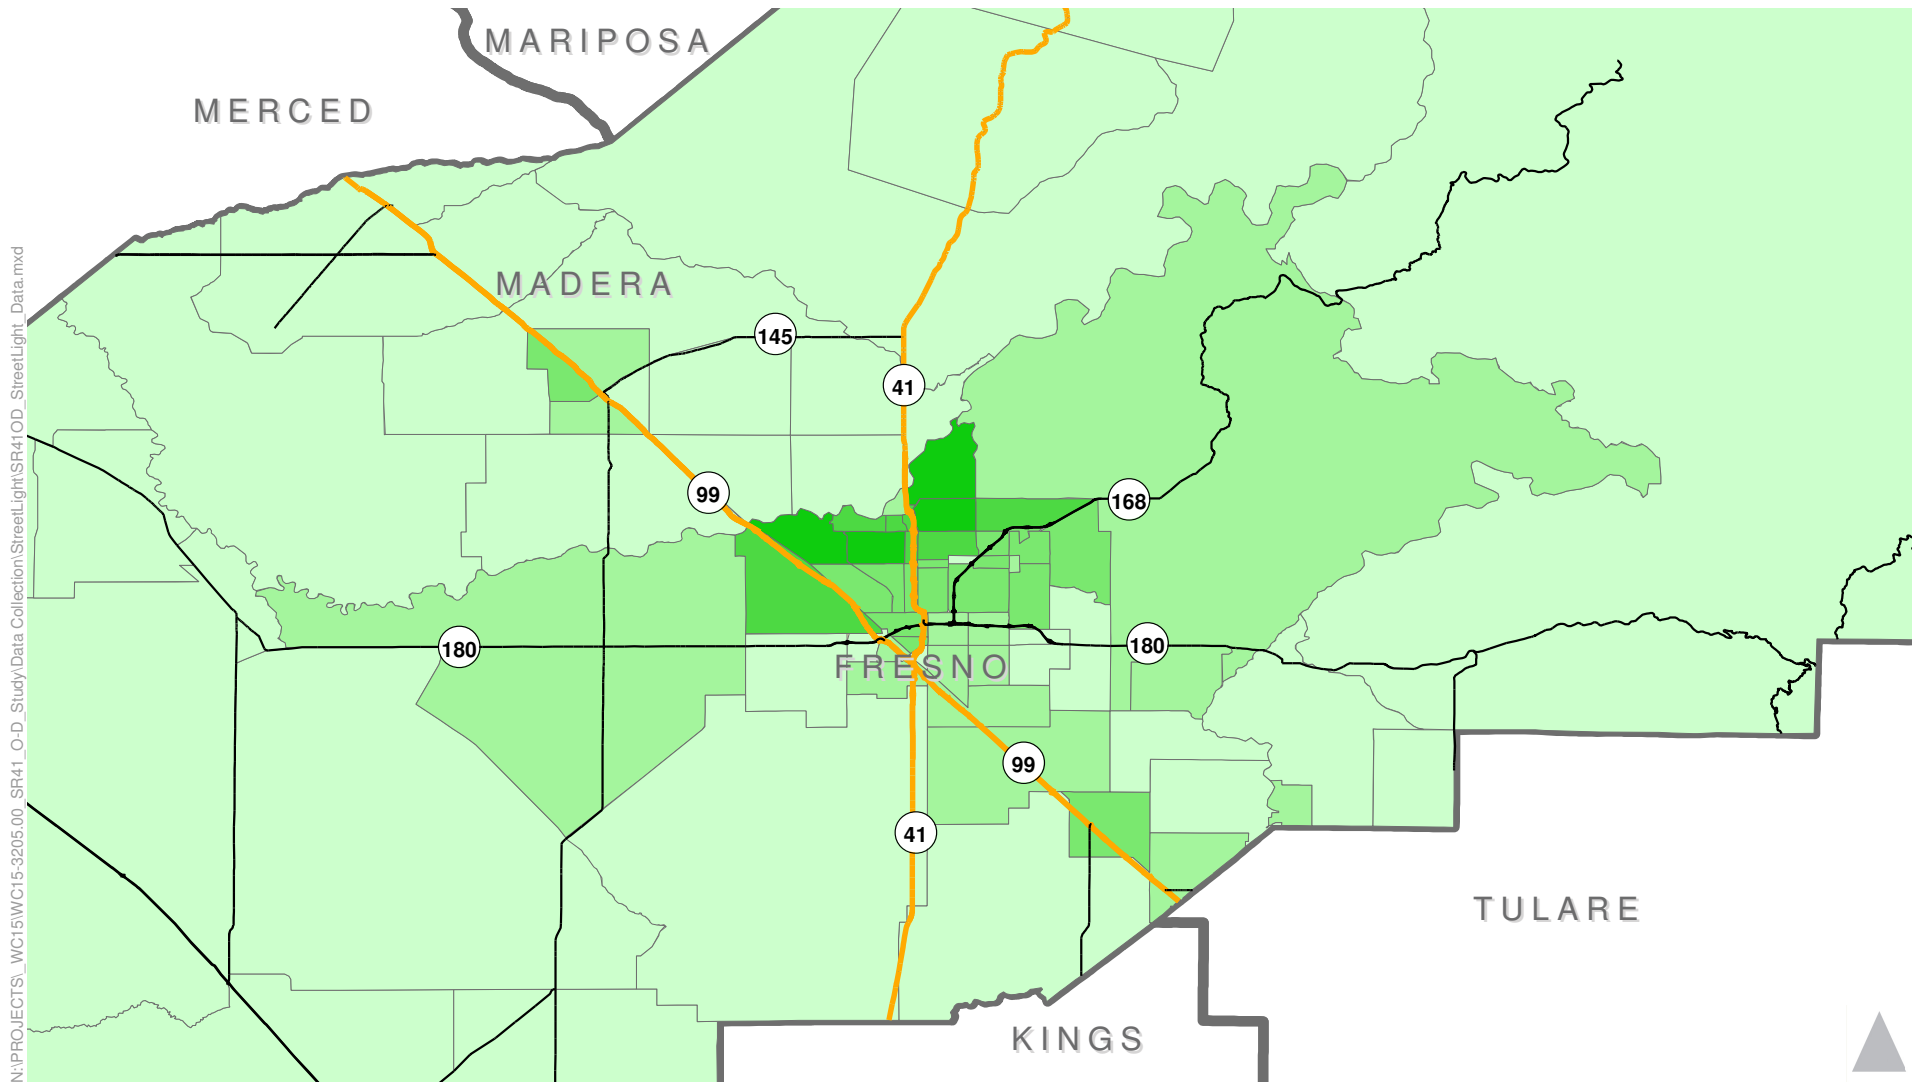 MARIPOSA
MERCED
MADERA
145
41
99
168
180
180
FRESNO
99
41
TULARE
KINGS
N:\PROJECTS\_WC15\WC15-3205.00_SR41_O-D_Study\Data Collection\StreetLight\SR41OD_StreetLight_Data.mxd